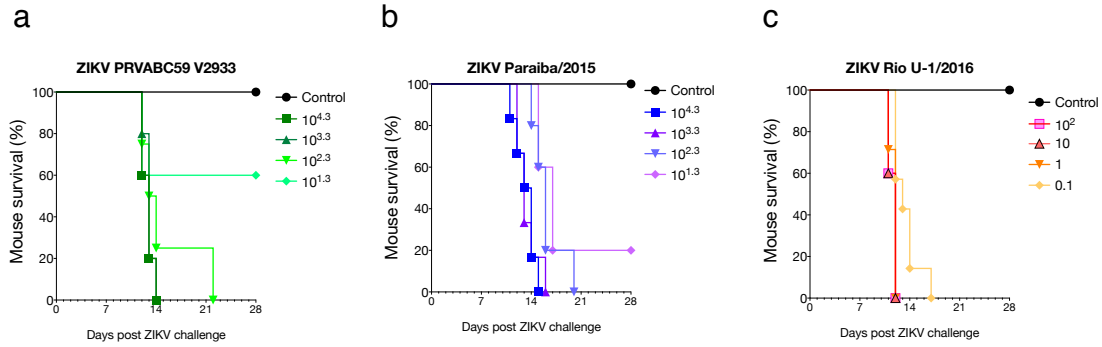 a
ZIKV PRVABC59 V2933
Mouse survival (%)
100
80
60
40
20
0
0 7 14 21 28
Days post ZIKV challenge
Control
10^4.3
10^3.3
10^2.3
10^1.3
b
ZIKV Paraiba/2015
Mouse survival (%)
100
80
60
40
20
0
0 7 14 21 28
Days post ZIKV challenge
Control
10^4.3
10^3.3
10^2.3
10^1.3
c
ZIKV Rio U-1/2016
Mouse survival (%)
100
80
60
40
20
0
0 7 14 21 28
Days post ZIKV challenge
Control
10^2
10
1
0.1